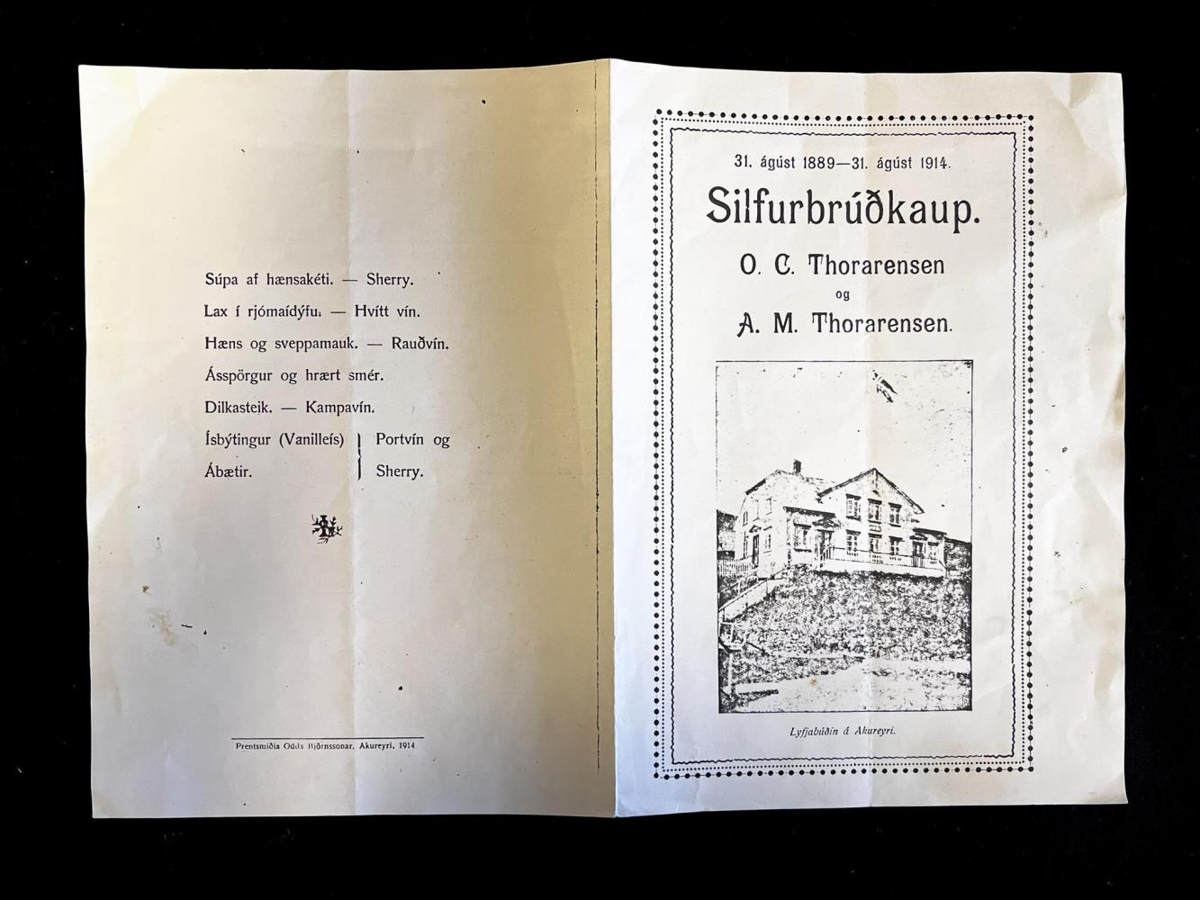 Súpa af hænsakéti. — Sherry.
Lax í rjómaídýfu. — Hvítt vín.
Hæns og sveppamauk. — Rauðvín.
Ásspörgur og hrært smér.
Dilkasteik. — Kampavín.
Ísbýtingur (Vanilleís) } Portvín og
Ábætir. } Sherry.
Prentsmiðja Odds Björnssonar, Akureyri, 1914
31. ágúst 1889—31. ágúst 1914.
Silfurbrúðkaup.
O. C. Thorarensen
og
A. M. Thorarensen.
Lyfjabúðin á Akureyri.